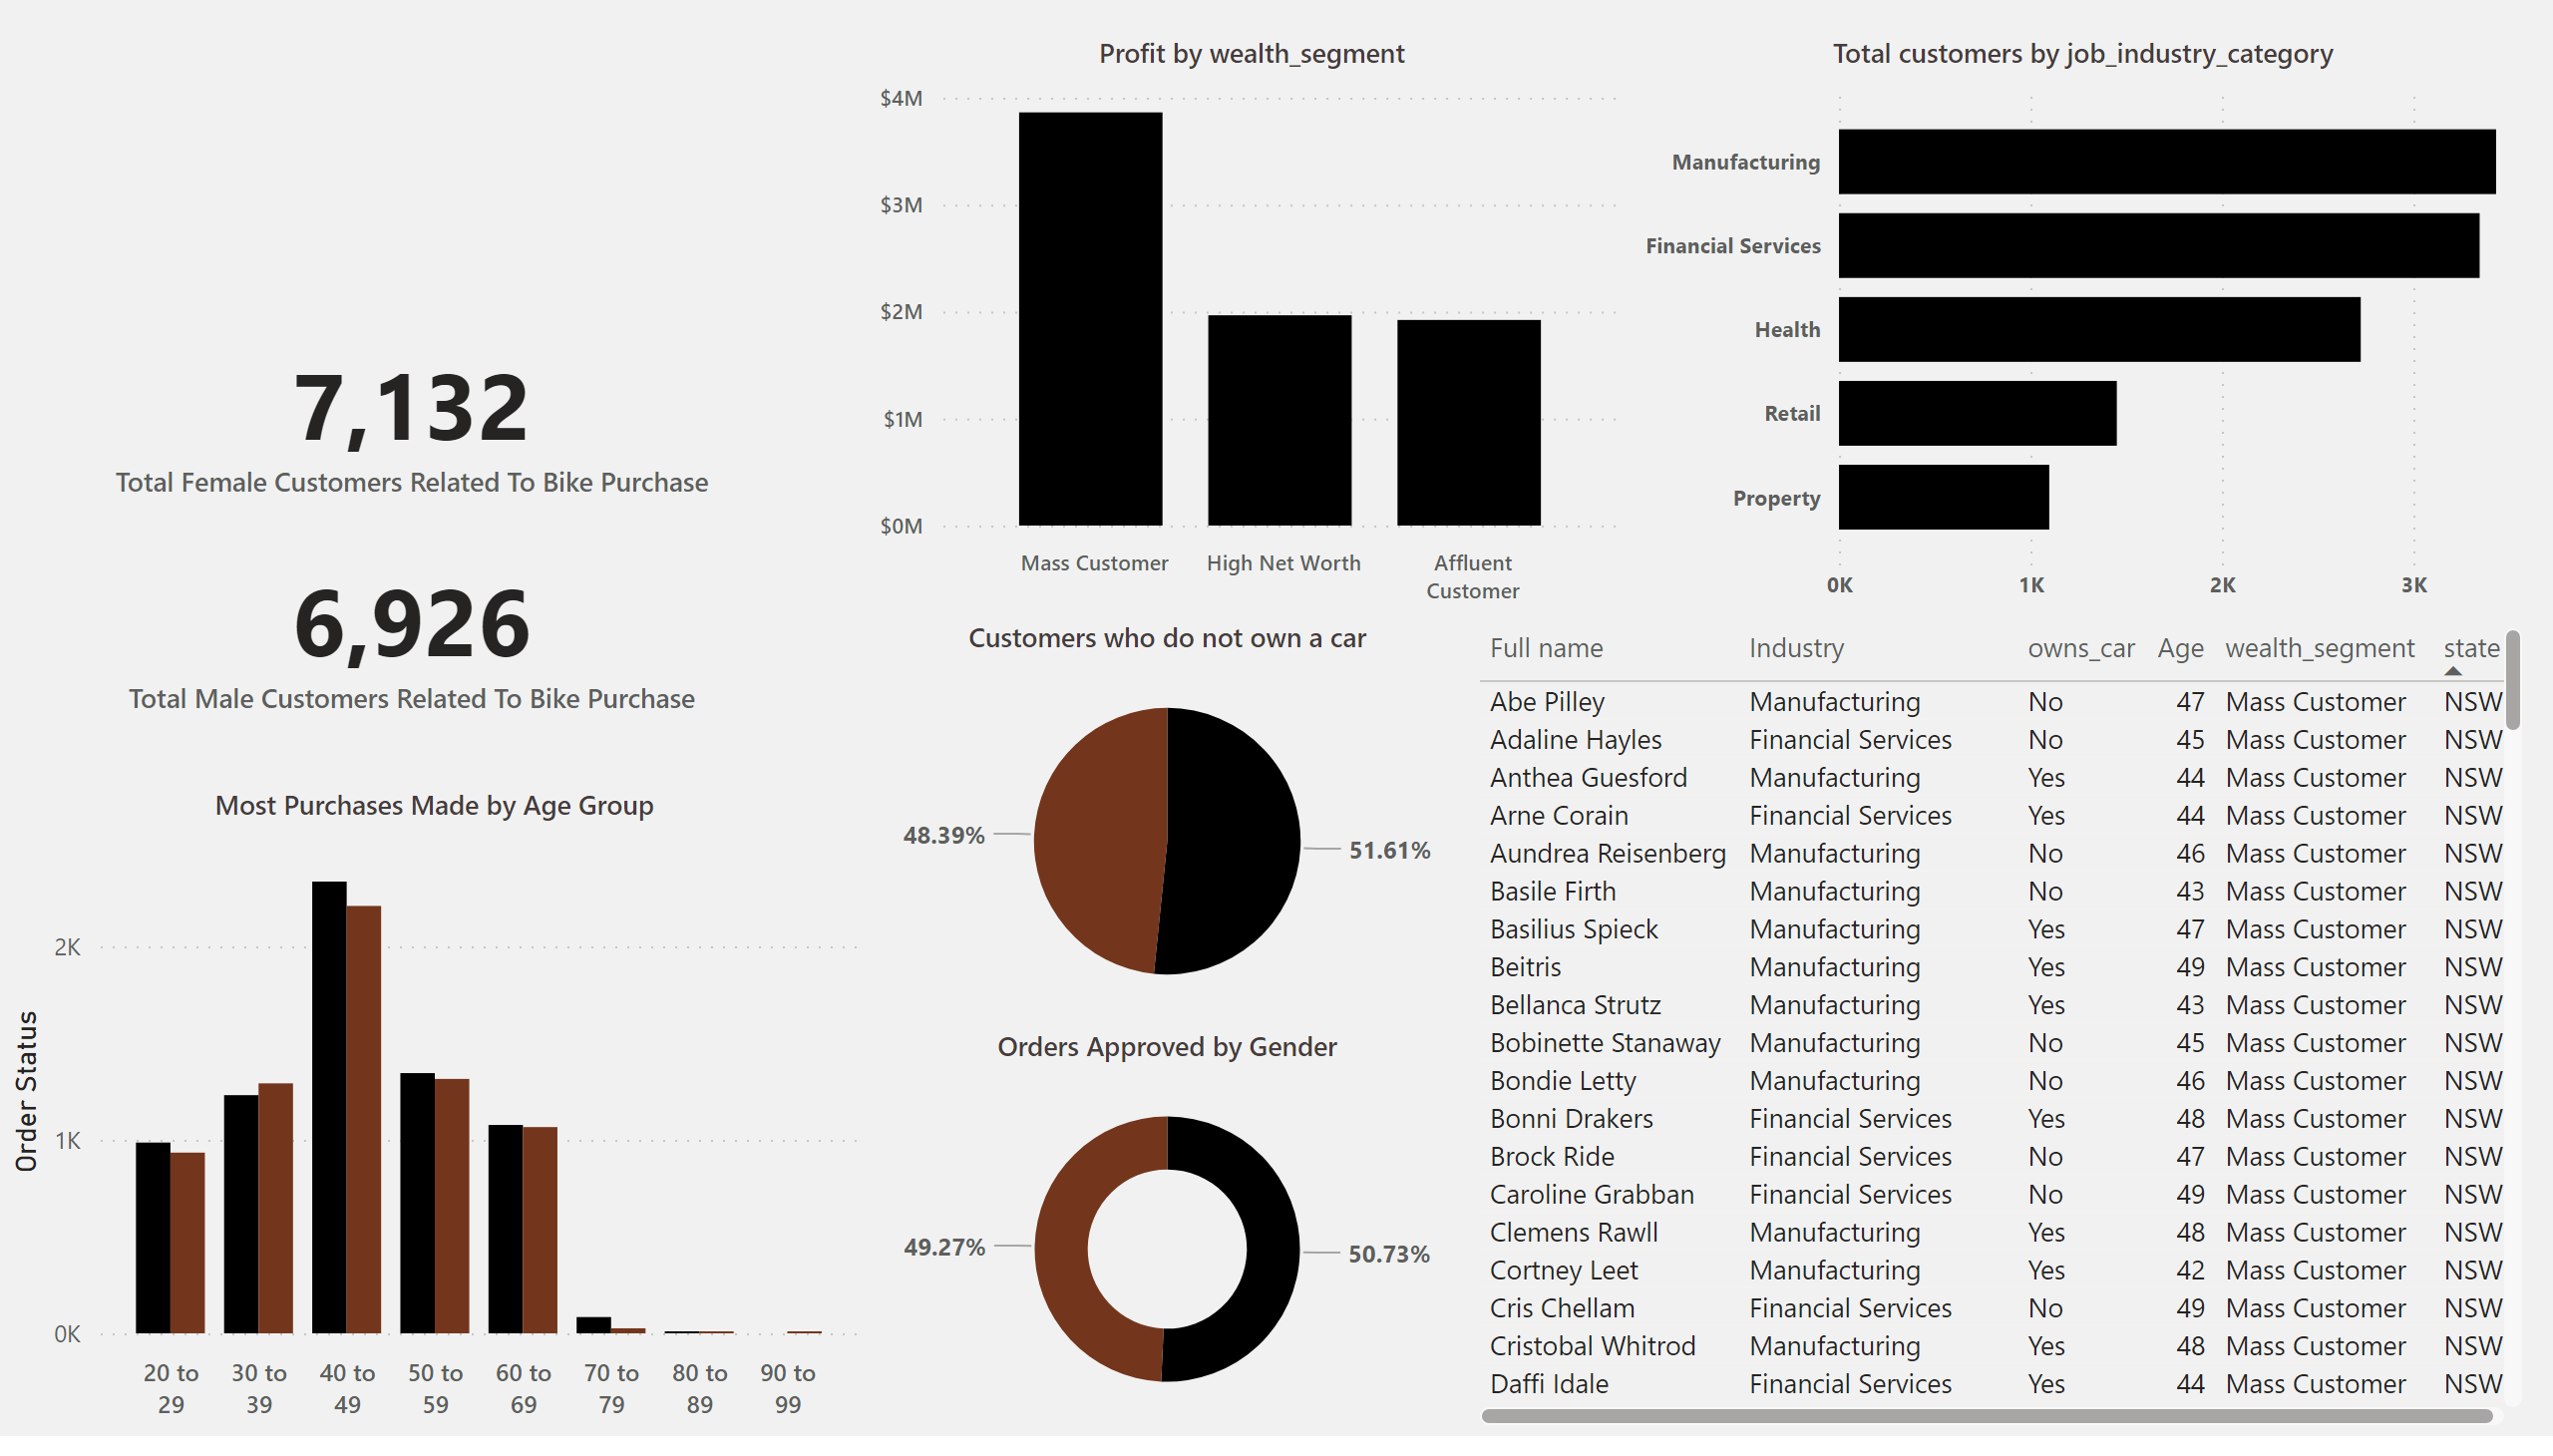 7,132
Total Female Customers Related To Bike Purchase
6,926
Total Male Customers Related To Bike Purchase
Profit by wealth_segment
$4M
$3M
$2M
$1M
$0M
Mass Customer
High Net Worth
Affluent
Customer
Total customers by job_industry_category
Manufacturing
Financial Services
Health
Retail
Property
0K 1K 2K 3K
Most Purchases Made by Age Group
Order Status
2K
1K
0K
20 to
29
30 to
39
40 to
49
50 to
59
60 to
69
70 to
79
80 to
89
90 to
99
Customers who do not own a car
48.39%
51.61%
Orders Approved by Gender
49.27%
50.73%
Full name Industry owns_car Age wealth_segment state
Abe Pilley Manufacturing No 47 Mass Customer NSW
Adaline Hayles Financial Services No 45 Mass Customer NSW
Anthea Guesford Manufacturing Yes 44 Mass Customer NSW
Arne Corain Financial Services Yes 44 Mass Customer NSW
Aundrea Reisenberg Manufacturing No 46 Mass Customer NSW
Basile Firth Manufacturing No 43 Mass Customer NSW
Basilius Spieck Manufacturing Yes 47 Mass Customer NSW
Beitris Manufacturing Yes 49 Mass Customer NSW
Bellanca Strutz Manufacturing Yes 43 Mass Customer NSW
Bobinette Stanaway Manufacturing No 45 Mass Customer NSW
Bondie Letty Manufacturing No 46 Mass Customer NSW
Bonni Drakers Financial Services Yes 48 Mass Customer NSW
Brock Ride Financial Services No 47 Mass Customer NSW
Caroline Grabban Financial Services No 49 Mass Customer NSW
Clemens Rawll Manufacturing Yes 48 Mass Customer NSW
Cortney Leet Manufacturing Yes 42 Mass Customer NSW
Cris Chellam Financial Services No 49 Mass Customer NSW
Cristobal Whitrod Manufacturing Yes 48 Mass Customer NSW
Daffi Idale Financial Services Yes 44 Mass Customer NSW